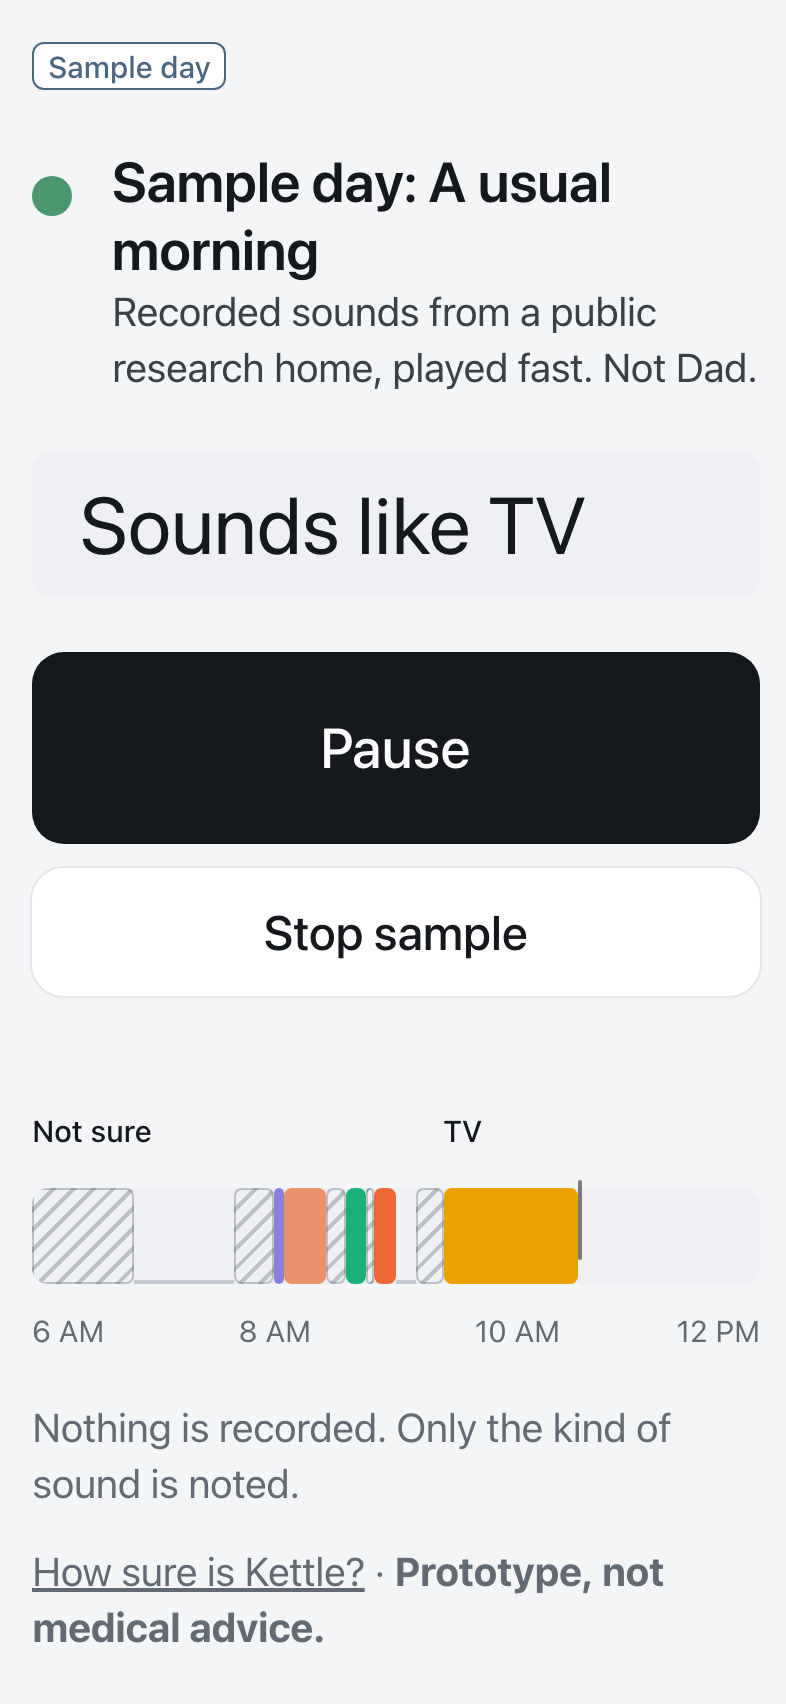 Sample day
Sample day: A usual
morning
Recorded sounds from a public
research home, played fast. Not Dad.
Sounds like TV
Pause
Stop sample
Not sure TV
6 AM 8 AM 10 AM 12 PM
Nothing is recorded. Only the kind of
sound is noted.
How sure is Kettle? · Prototype, not
medical advice.